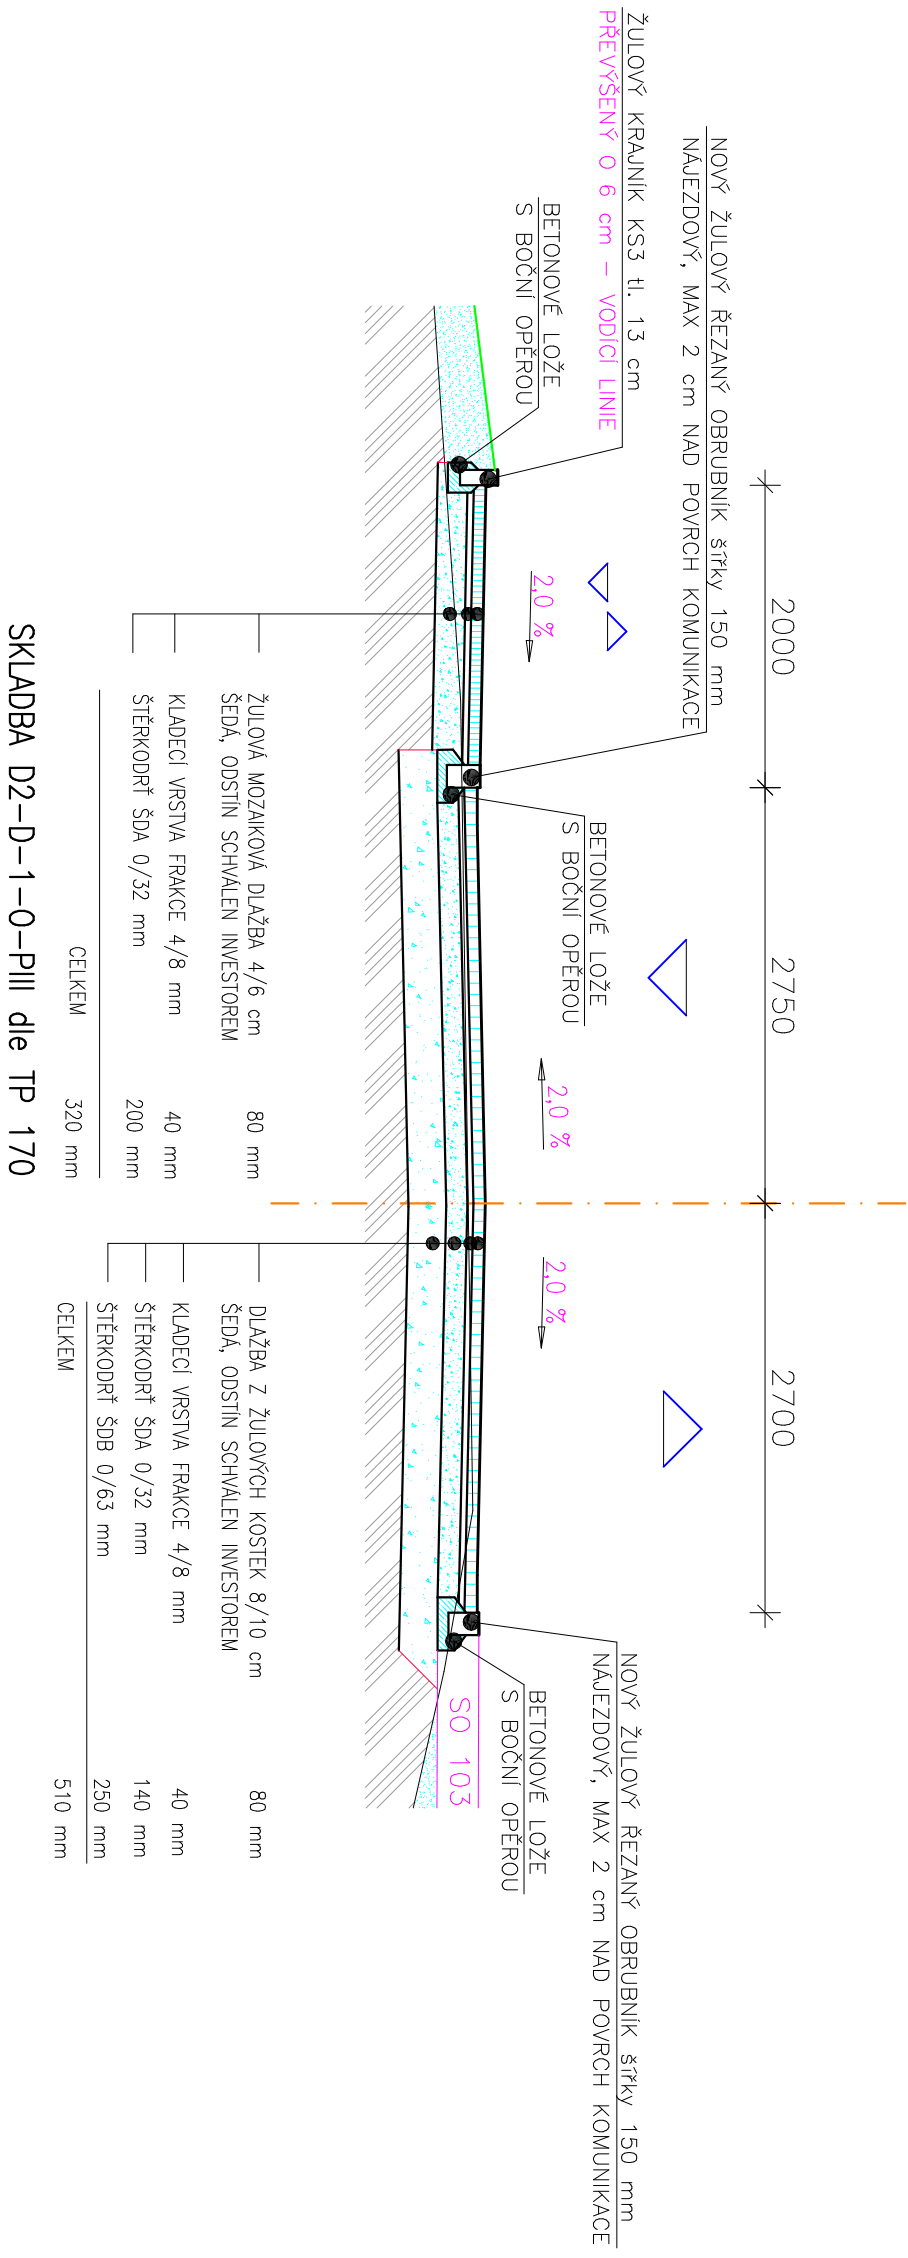 NOVÝ ŽULOVÝ ŘEZANÝ OBRUBNÍK šířky 150 mm
NÁJEZDOVÝ, MAX 2 cm NAD POVRCH KOMUNIKACE
ŽULOVÝ KRAJNÍK KS3 tl. 13 cm
PŘEVÝŠENÝ O 6 cm – VODÍCÍ LINIE
BETONOVÉ LOŽE
S BOČNÍ OPĚROU
2000
2750
2700
2,0 %
2,0 %
2,0 %
BETONOVÉ LOŽE
S BOČNÍ OPĚROU
NOVÝ ŽULOVÝ ŘEZANÝ OBRUBNÍK šířky 150 mm
NÁJEZDOVÝ, MAX 2 cm NAD POVRCH KOMUNIKACE
BETONOVÉ LOŽE
S BOČNÍ OPĚROU
SO 103
ŽULOVÁ MOZAIKOVÁ DLAŽBA 4/6 cm 80 mm
ŠEDÁ, ODSTÍN SCHVÁLEN INVESTOREM
KLADECÍ VRSTVA FRAKCE 4/8 mm 40 mm
ŠTĚRKODRŤ ŠDA 0/32 mm 200 mm
CELKEM 320 mm
DLAŽBA Z ŽULOVÝCH KOSTEK 8/10 cm 80 mm
ŠEDÁ, ODSTÍN SCHVÁLEN INVESTOREM
KLADECÍ VRSTVA FRAKCE 4/8 mm 40 mm
ŠTĚRKODRŤ ŠDA 0/32 mm 140 mm
ŠTĚRKODRŤ ŠDB 0/63 mm 250 mm
CELKEM 510 mm
SKLADBA D2–D–1–O–PIII dle TP 170